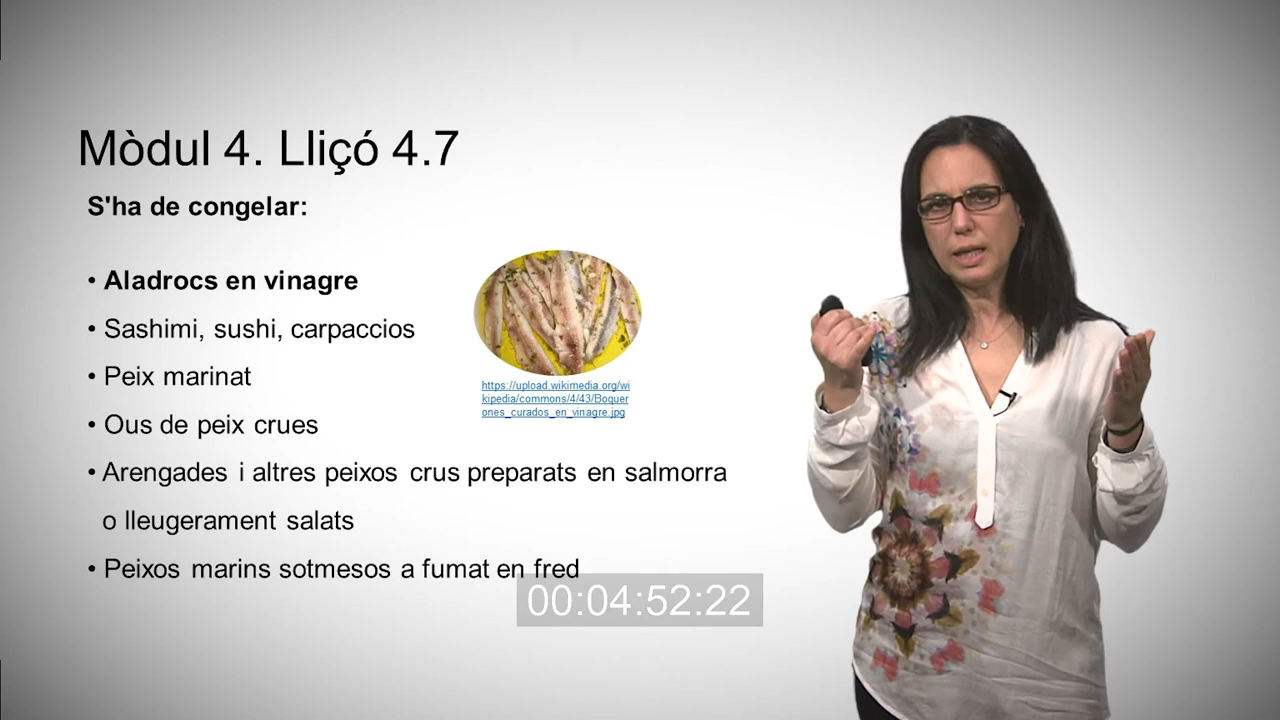 Mòdul 4. Lliçó 4.7
S'ha de congelar:
• Aladrocs en vinagre
• Sashimi, sushi, carpaccios
• Peix marinat
• Ous de peix crues
• Arengades i altres peixos crus preparats en salmorra
o lleugerament salats
• Peixos marins sotmesos a fumat en fred
https://upload.wikimedia.org/wi
kipedia/commons/4/43/Boquer
ones_curados_en_vinagre.jpg
00:04:52:22